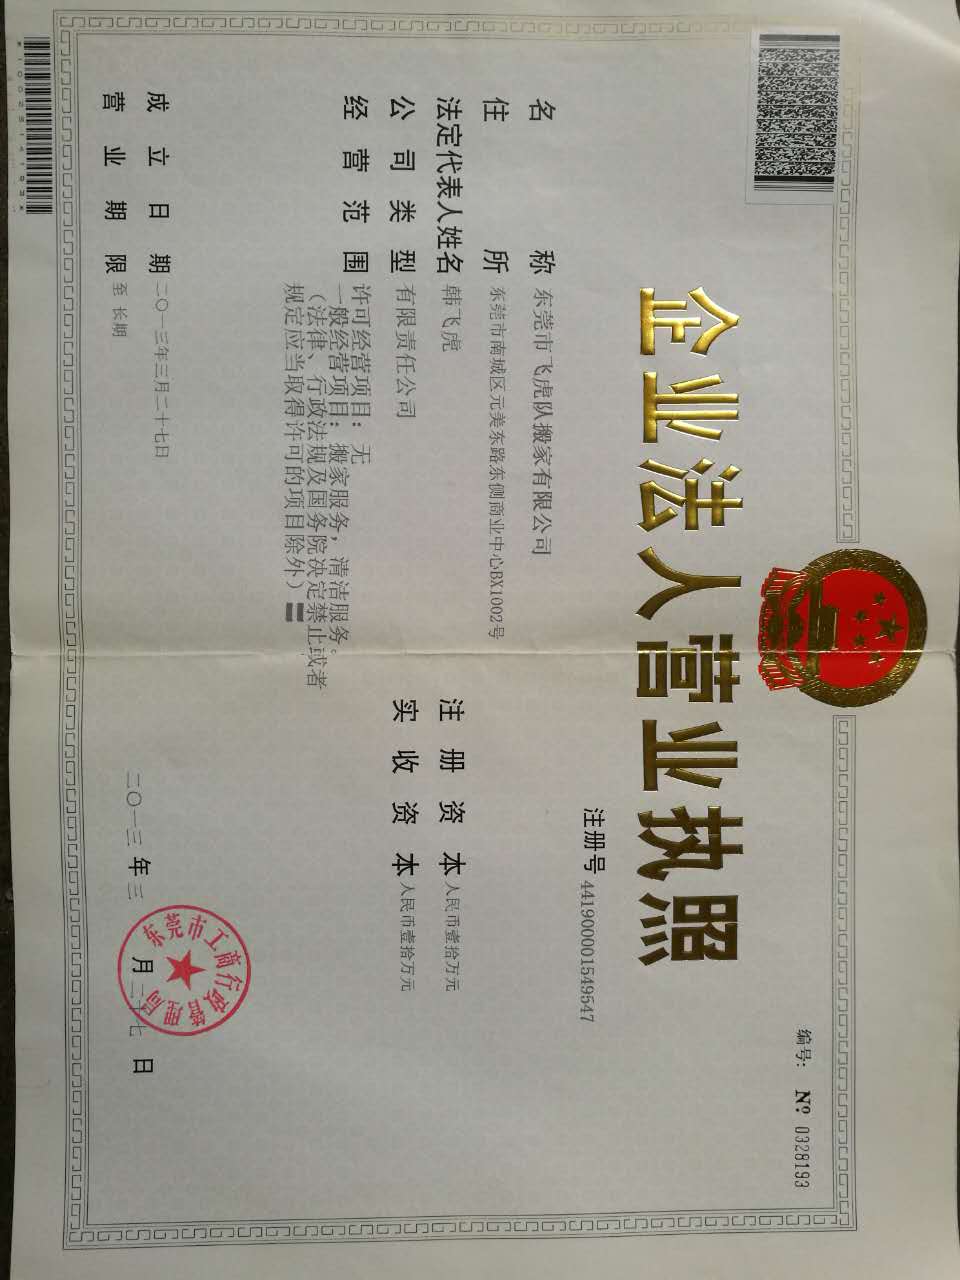 编号: № 0328193
企业法人营业执照
注册号 441900001549547
名称 东莞市飞虎队搬家有限公司
住所 东莞市南城区元美东路东侧商业中心BX1002号
法定代表人姓名 韩飞虎
注册资本 人民币壹拾万元
公司类型 有限责任公司
实收资本 人民币壹拾万元
经营范围 许可经营项目：无
一般经营项目：搬家服务，清洁服务。
（法律、行政法规及国务院决定禁止或者
规定应当取得许可的项目除外）
成立日期 二〇一三年三月二十七日
营业期限 至 长期
二〇一三年三月二十七日
东莞市工商行政管理局